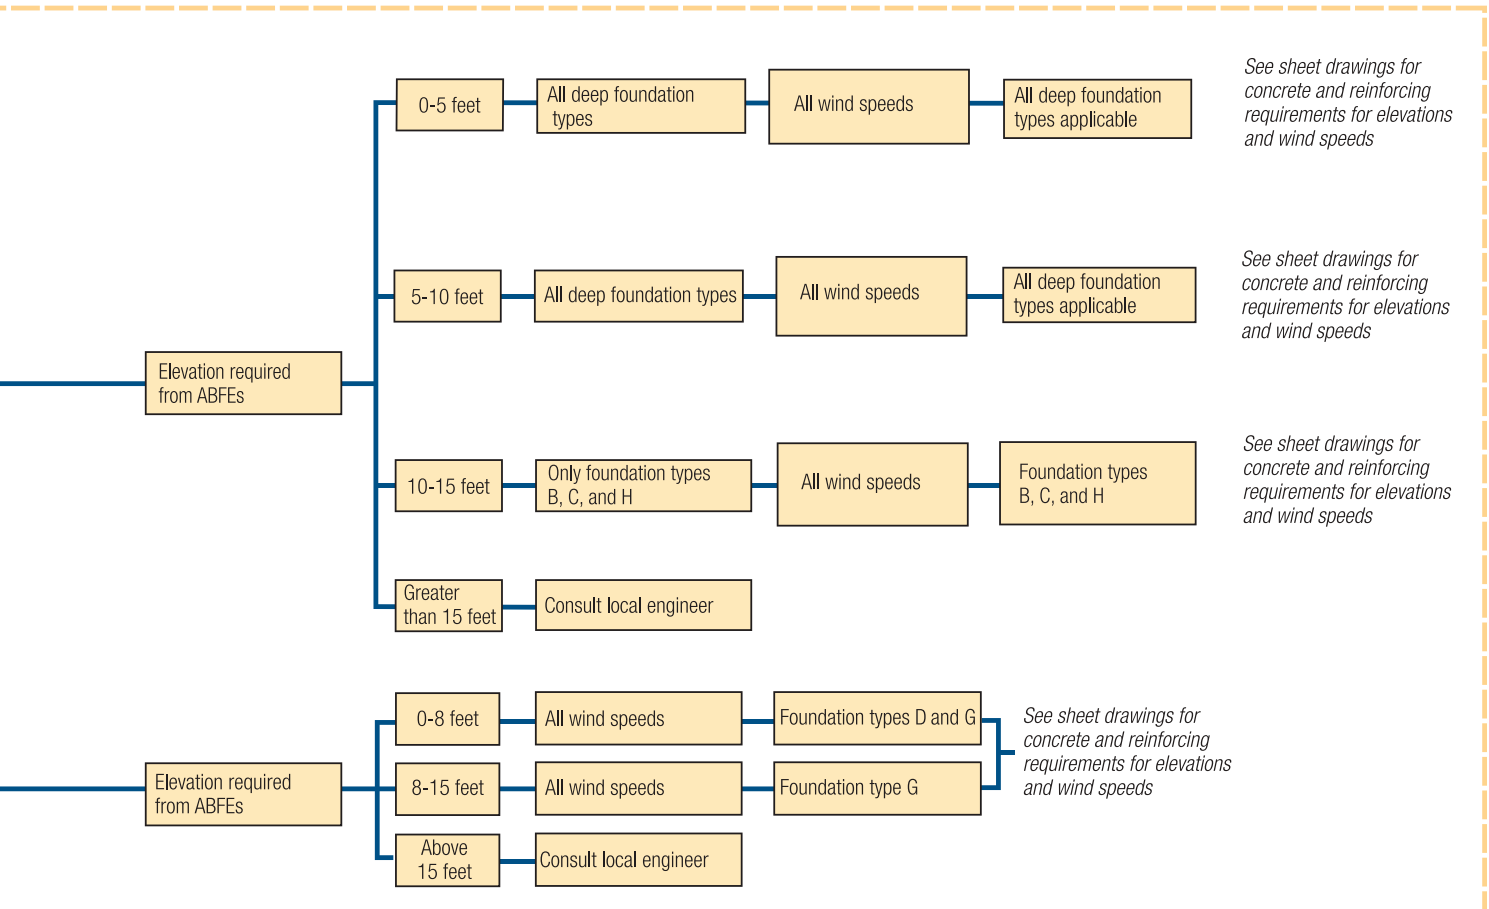 0-5 feet
All deep foundation
types
All wind speeds
All deep foundation
types applicable
See sheet drawings for
concrete and reinforcing
requirements for elevations
and wind speeds
5-10 feet
All deep foundation types
All wind speeds
All deep foundation
types applicable
See sheet drawings for
concrete and reinforcing
requirements for elevations
and wind speeds
Elevation required
from ABFEs
10-15 feet
Only foundation types
B, C, and H
All wind speeds
Foundation types
B, C, and H
See sheet drawings for
concrete and reinforcing
requirements for elevations
and wind speeds
Greater
than 15 feet
Consult local engineer
0-8 feet
All wind speeds
Foundation types D and G
See sheet drawings for
concrete and reinforcing
requirements for elevations
and wind speeds
Elevation required
from ABFEs
8-15 feet
All wind speeds
Foundation type G
Above
15 feet
Consult local engineer